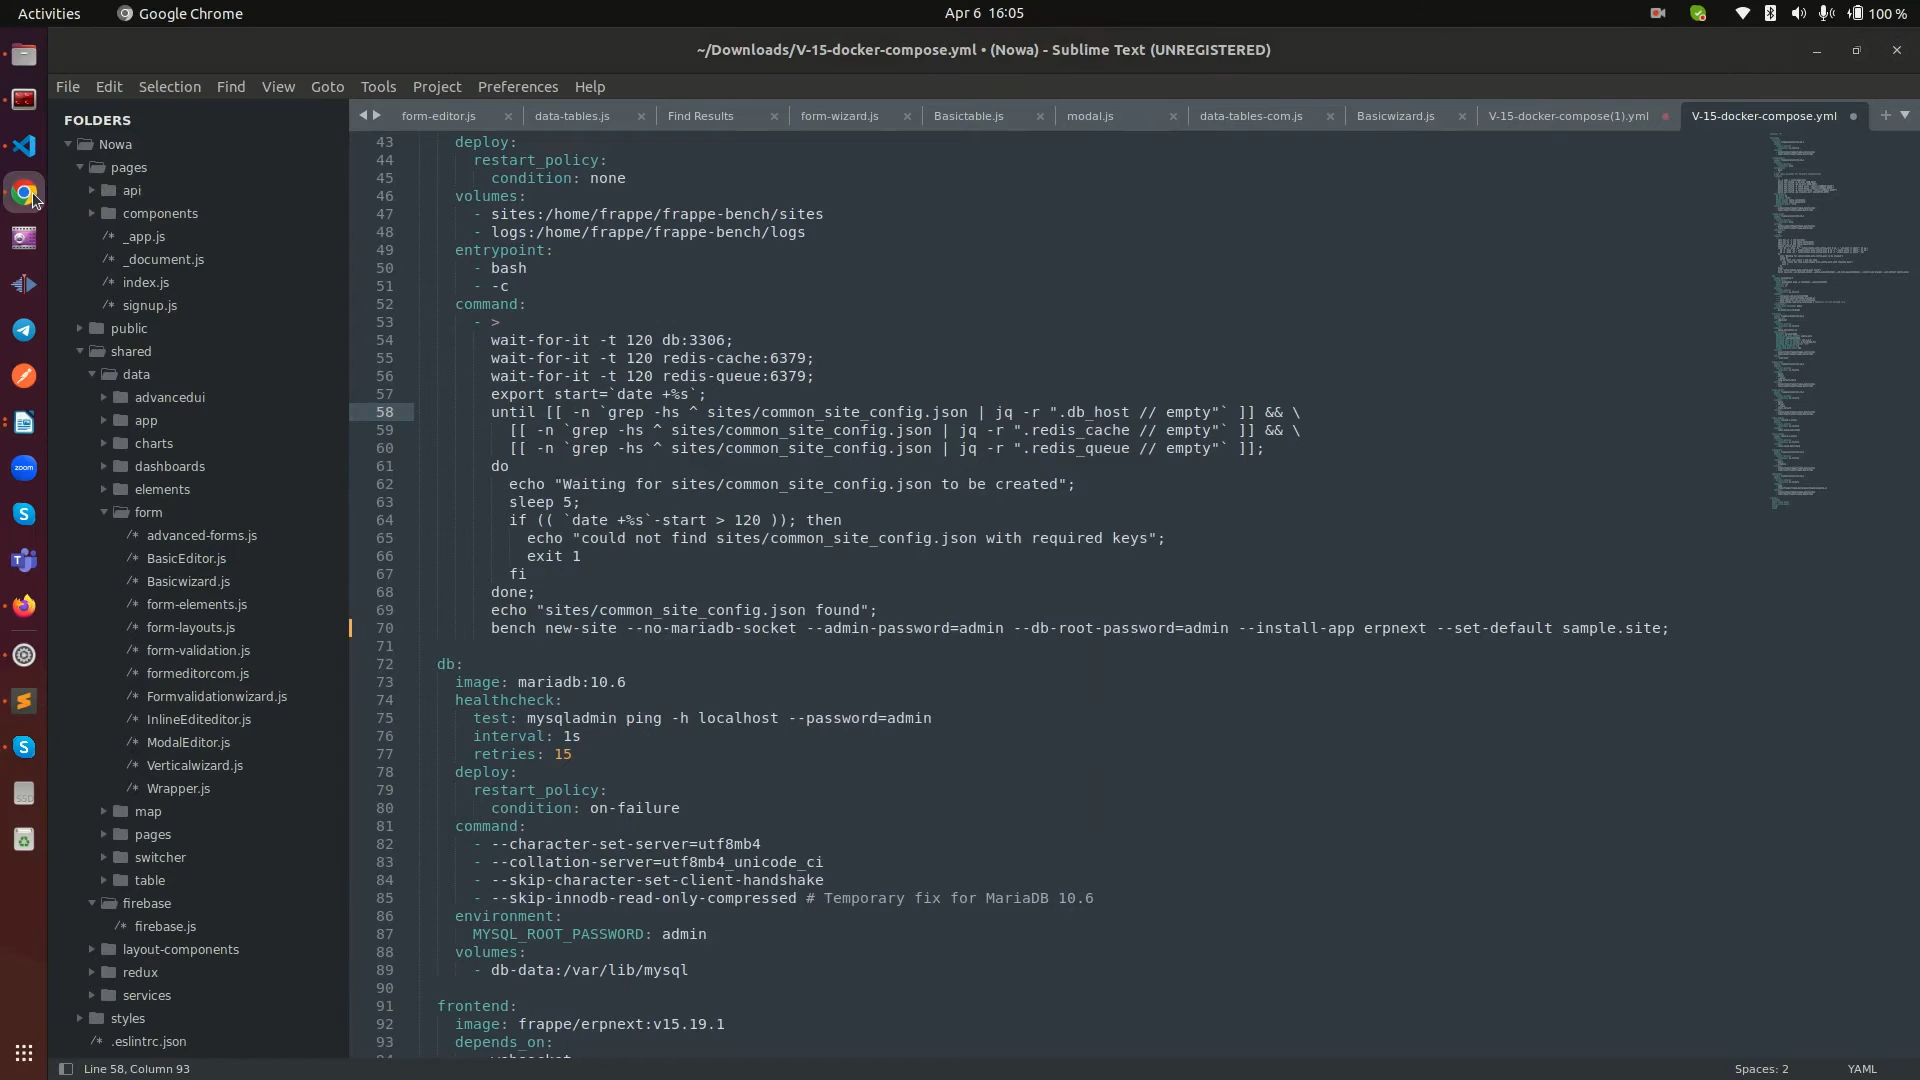 Activities
Google Chrome
Apr 6 16:05
100 %
~/Downloads/V-15-docker-compose.yml • (Nowa) - Sublime Text (UNREGISTERED)
File Edit Selection Find View Goto Tools Project Preferences Help
form-editor.js
data-tables.js
Find Results
form-wizard.js
Basictable.js
modal.js
data-tables-com.js
Basicwizard.js
V-15-docker-compose(1).yml
V-15-docker-compose.yml
FOLDERS
Nowa
pages
api
components
/* _app.js
/* _document.js
/* index.js
/* signup.js
public
shared
data
advancedui
app
charts
dashboards
elements
form
/* advanced-forms.js
/* BasicEditor.js
/* Basicwizard.js
/* form-elements.js
/* form-layouts.js
/* form-validation.js
/* formeditorcom.js
/* Formvalidationwizard.js
/* InlineEditeditor.js
/* ModalEditor.js
/* Verticalwizard.js
/* Wrapper.js
map
pages
switcher
table
firebase
/* firebase.js
layout-components
redux
services
styles
/* .eslintrc.json
zoom
SSD
43 deploy:
44 restart_policy:
45 condition: none
46 volumes:
47 - sites:/home/frappe/frappe-bench/sites
48 - logs:/home/frappe/frappe-bench/logs
49 entrypoint:
50 - bash
51 - -c
52 command:
53 - >
54 wait-for-it -t 120 db:3306;
55 wait-for-it -t 120 redis-cache:6379;
56 wait-for-it -t 120 redis-queue:6379;
57 export start=`date +%s`;
58 until [[ -n `grep -hs ^ sites/common_site_config.json | jq -r ".db_host // empty"` ]] && \
59 [[ -n `grep -hs ^ sites/common_site_config.json | jq -r ".redis_cache // empty"` ]] && \
60 [[ -n `grep -hs ^ sites/common_site_config.json | jq -r ".redis_queue // empty"` ]];
61 do
62 echo "Waiting for sites/common_site_config.json to be created";
63 sleep 5;
64 if (( `date +%s`-start > 120 )); then
65 echo "could not find sites/common_site_config.json with required keys";
66 exit 1
67 fi
68 done;
69 echo "sites/common_site_config.json found";
70 bench new-site --no-mariadb-socket --admin-password=admin --db-root-password=admin --install-app erpnext --set-default sample.site;
71
72 db:
73 image: mariadb:10.6
74 healthcheck:
75 test: mysqladmin ping -h localhost --password=admin
76 interval: 1s
77 retries: 15
78 deploy:
79 restart_policy:
80 condition: on-failure
81 command:
82 - --character-set-server=utf8mb4
83 - --collation-server=utf8mb4_unicode_ci
84 - --skip-character-set-client-handshake
85 - --skip-innodb-read-only-compressed # Temporary fix for MariaDB 10.6
86 environment:
87 MYSQL_ROOT_PASSWORD: admin
88 volumes:
89 - db-data:/var/lib/mysql
90
91 frontend:
92 image: frappe/erpnext:v15.19.1
93 depends_on:
Line 58, Column 93
Spaces: 2
YAML